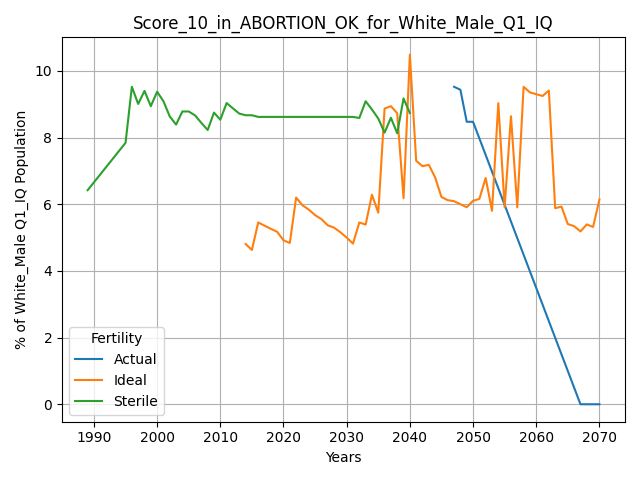 Score_10_in_ABORTION_OK_for_White_Male_Q1_IQ
% of White_Male Q1_IQ Population
10
8
6
4
2
0
Fertility
Actual
Ideal
Sterile
1990 2000 2010 2020 2030 2040 2050 2060 2070
Years